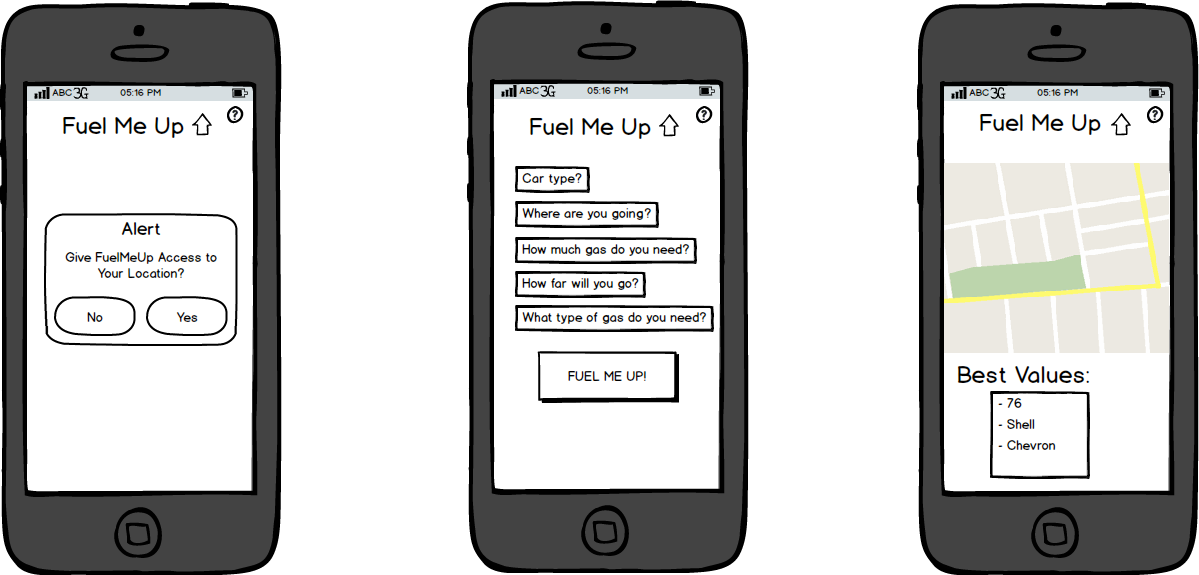 ABC 3G 05:16 PM
Fuel Me Up
?
Alert
Give FuelMeUp Access to
Your Location?
No Yes
ABC 3G 05:16 PM
Fuel Me Up
?
Car type?
Where are you going?
How much gas do you need?
How far will you go?
What type of gas do you need?
FUEL ME UP!
ABC 3G 05:16 PM
Fuel Me Up
?
Best Values:
- 76
- Shell
- Chevron